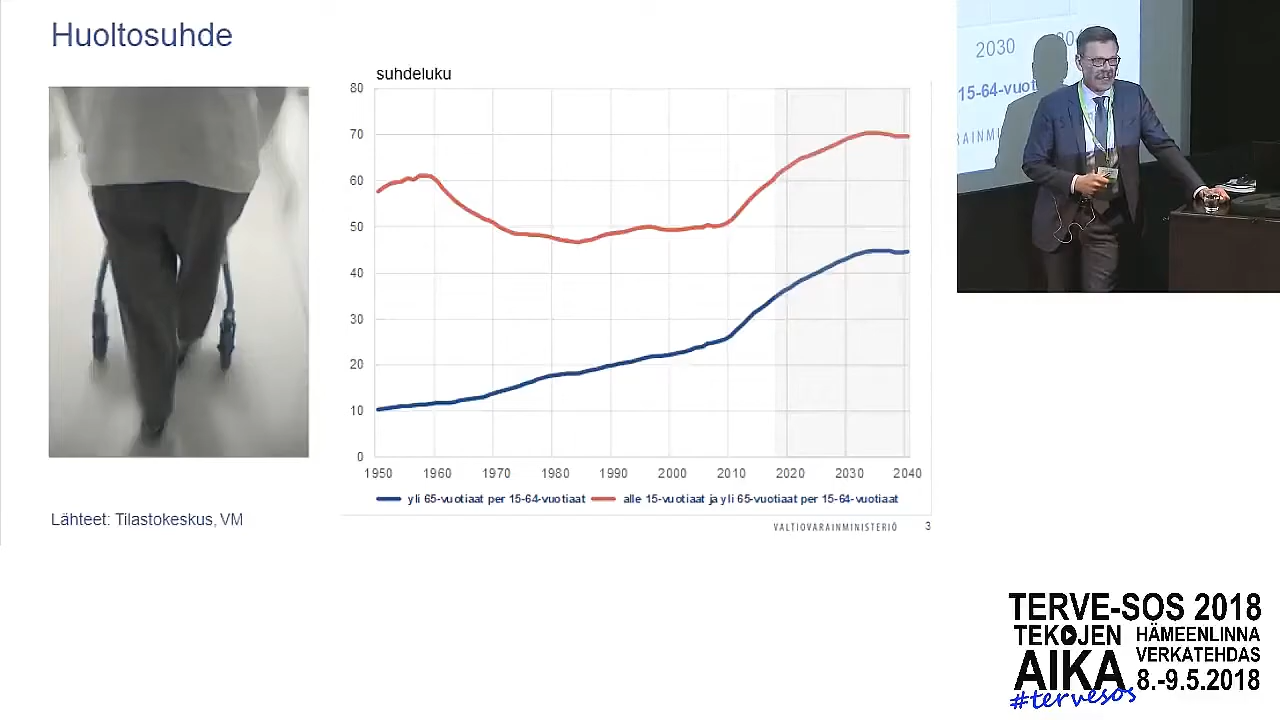 Huoltosuhde
suhdeluku
80
70
60
50
40
30
20
10
0
1950 1960 1970 1980 1990 2000 2010 2020 2030 2040
yli 65-vuotiaat per 15-64-vuotiaat alle 15-vuotiaat ja yli 65-vuotiaat per 15-64-vuotiaat
Lähteet: Tilastokeskus, VM
VALTIOVARAINMINISTERIÖ 3
2030
15-64-vuot
TERVE-SOS 2018
TEKOJEN
AIKA
HÄMEENLINNA
VERKATEHDAS
8.-9.5.2018
#tervesos